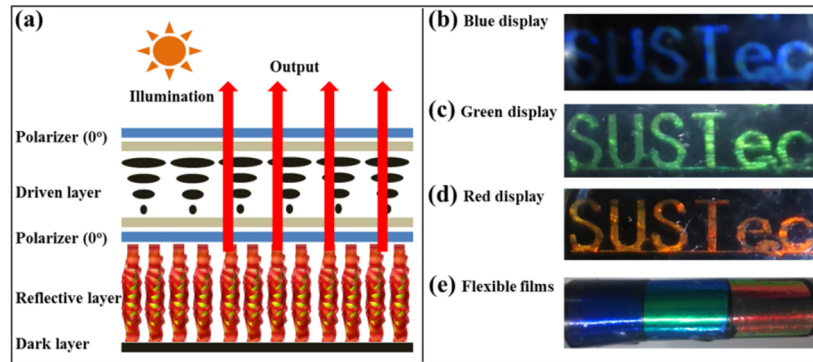 (a)
Illumination
Output
Polarizer (0°)
Driven layer
Polarizer (0°)
Reflective layer
Dark layer
(b) Blue display
SUSTec
(c) Green display
SUSTec
(d) Red display
SUSTec
(e) Flexible films